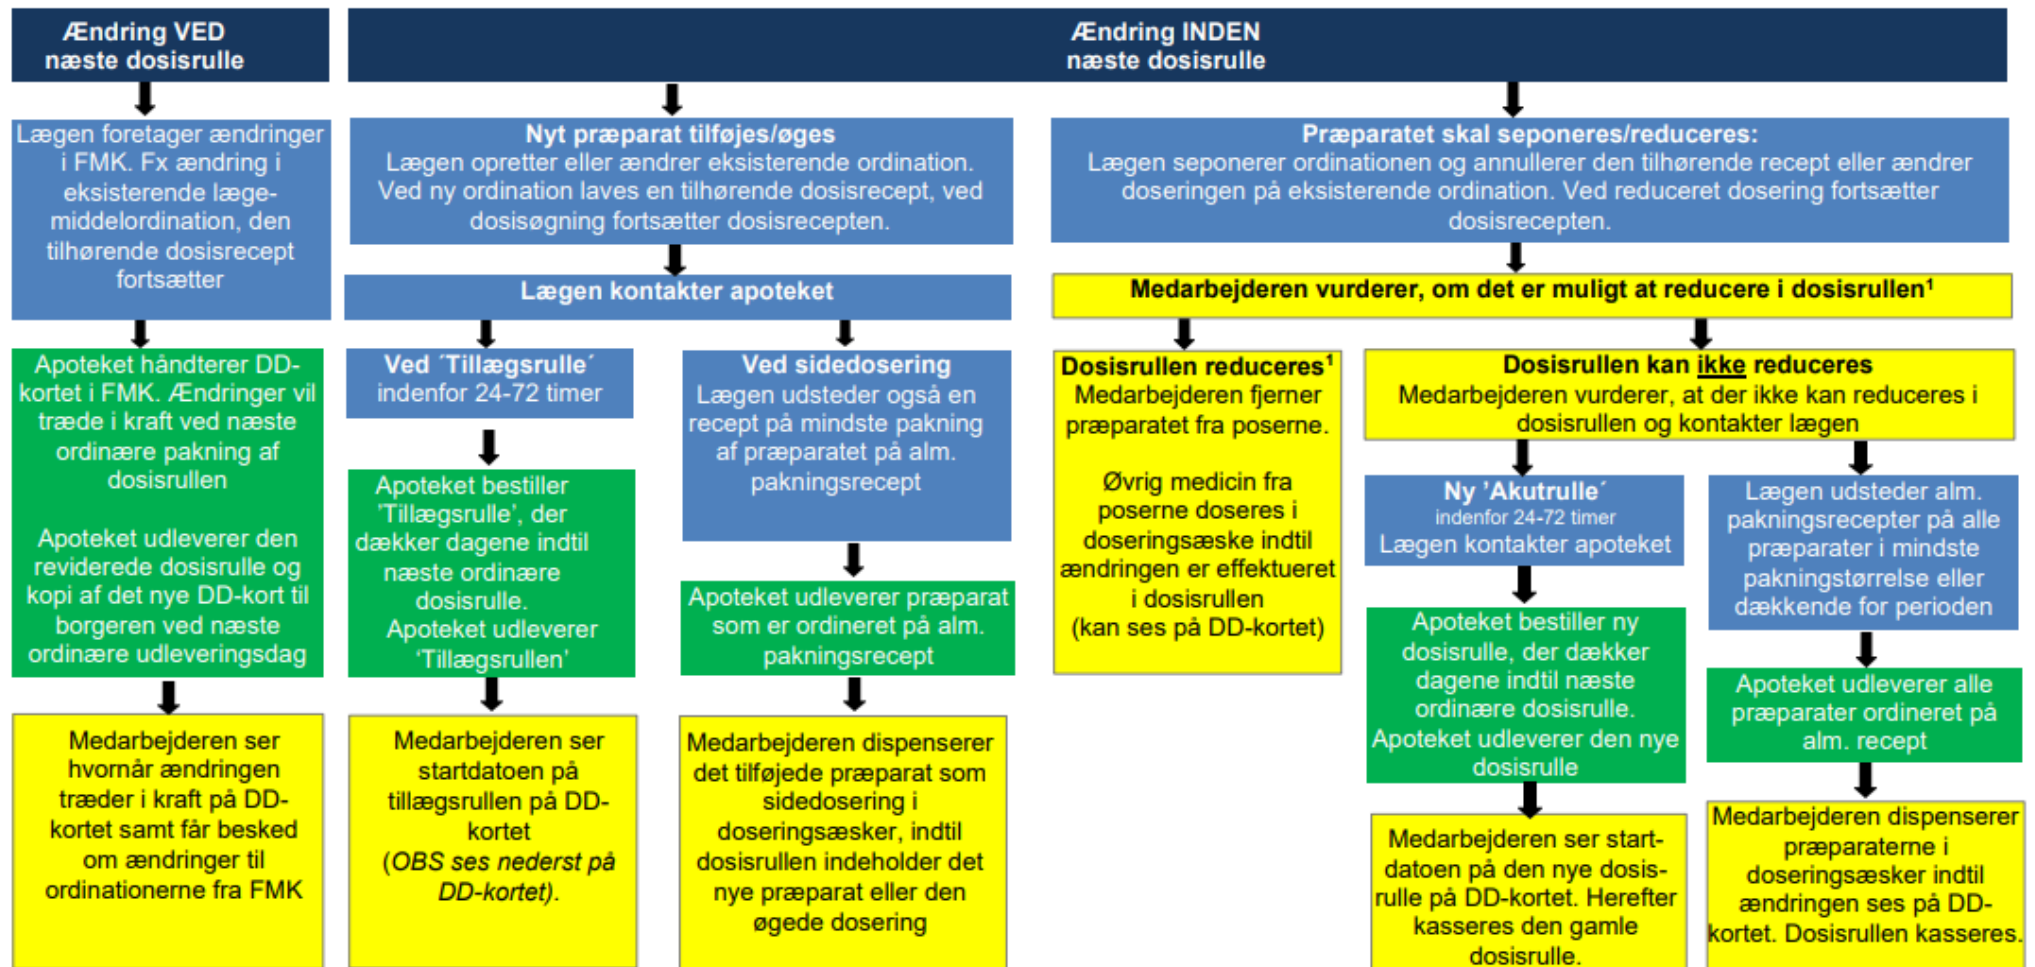 Ændring VED
næste dosisrulle
Ændring INDEN
næste dosisrulle
Lægen foretager ændringer
i FMK. Fx ændring i
eksisterende læge-
middelordination, den
tilhørende dosisrecept
fortsætter
Apoteket håndterer DD-
kortet i FMK. Ændringer vil
træde i kraft ved næste
ordinære pakning af
dosisrullen
Apoteket udleverer den
reviderede dosisrulle og
kopi af det nye DD-kort til
borgeren ved næste
ordinære udleveringsdag
Medarbejderen ser
hvornår ændringen
træder i kraft på DD-
kortet samt får besked
om ændringer til
ordinationerne fra FMK
Nyt præparat tilføjes/øges
Lægen opretter eller ændrer eksisterende ordination.
Ved ny ordination laves en tilhørende dosisrecept, ved
dosisøgning fortsætter dosisrecepten.
Lægen kontakter apoteket
Ved ´Tillægsrulle´
indenfor 24-72 timer
Apoteket bestiller
’Tillægsrulle’, der
dækker dagene indtil
næste ordinære
dosisrulle.
Apoteket udleverer
‘Tillægsrullen’
Medarbejderen ser
startdatoen på
tillægsrullen på DD-
kortet
(OBS ses nederst på
DD-kortet).
Ved sidedosering
Lægen udsteder også en
recept på mindste pakning
af præparatet på alm.
pakningsrecept
Apoteket udleverer præparat
som er ordineret på alm.
pakningsrecept
Medarbejderen dispenserer
det tilføjede præparat som
sidedosering i
doseringsæsker, indtil
dosisrullen indeholder det
nye præparat eller den
øgede dosering
Præparatet skal seponeres/reduceres:
Lægen seponerer ordinationen og annullerer den tilhørende recept eller ændrer
doseringen på eksisterende ordination. Ved reduceret dosering fortsætter
dosisrecepten.
Medarbejderen vurderer, om det er muligt at reducere i dosisrullen¹
Dosisrullen reduceres¹
Medarbejderen fjerner
præparatet fra poserne.
Øvrig medicin fra
poserne doseres i
doseringsæske indtil
ændringen er effektueret
i dosisrullen
(kan ses på DD-kortet)
Dosisrullen kan ikke reduceres
Medarbejderen vurderer, at der ikke kan reduceres i
dosisrullen og kontakter lægen
Ny ’Akutrulle´
indenfor 24-72 timer
Lægen kontakter apoteket
Apoteket bestiller ny
dosisrulle, der dækker
dagene indtil næste
ordinære dosisrulle.
Apoteket udleverer den nye
dosisrulle
Medarbejderen ser start-
datoen på den nye dosis-
rulle på DD-kortet. Herefter
kasseres den gamle
dosisrulle.
Lægen udsteder alm.
pakningsrecepter på alle
præparater i mindste
pakningstørrelse eller
dækkende for perioden
Apoteket udleverer alle
præparater ordineret på
alm. recept
Medarbejderen dispenserer
præparaterne i
doseringsæsker indtil
ændringen ses på DD-
kortet. Dosisrullen kasseres.